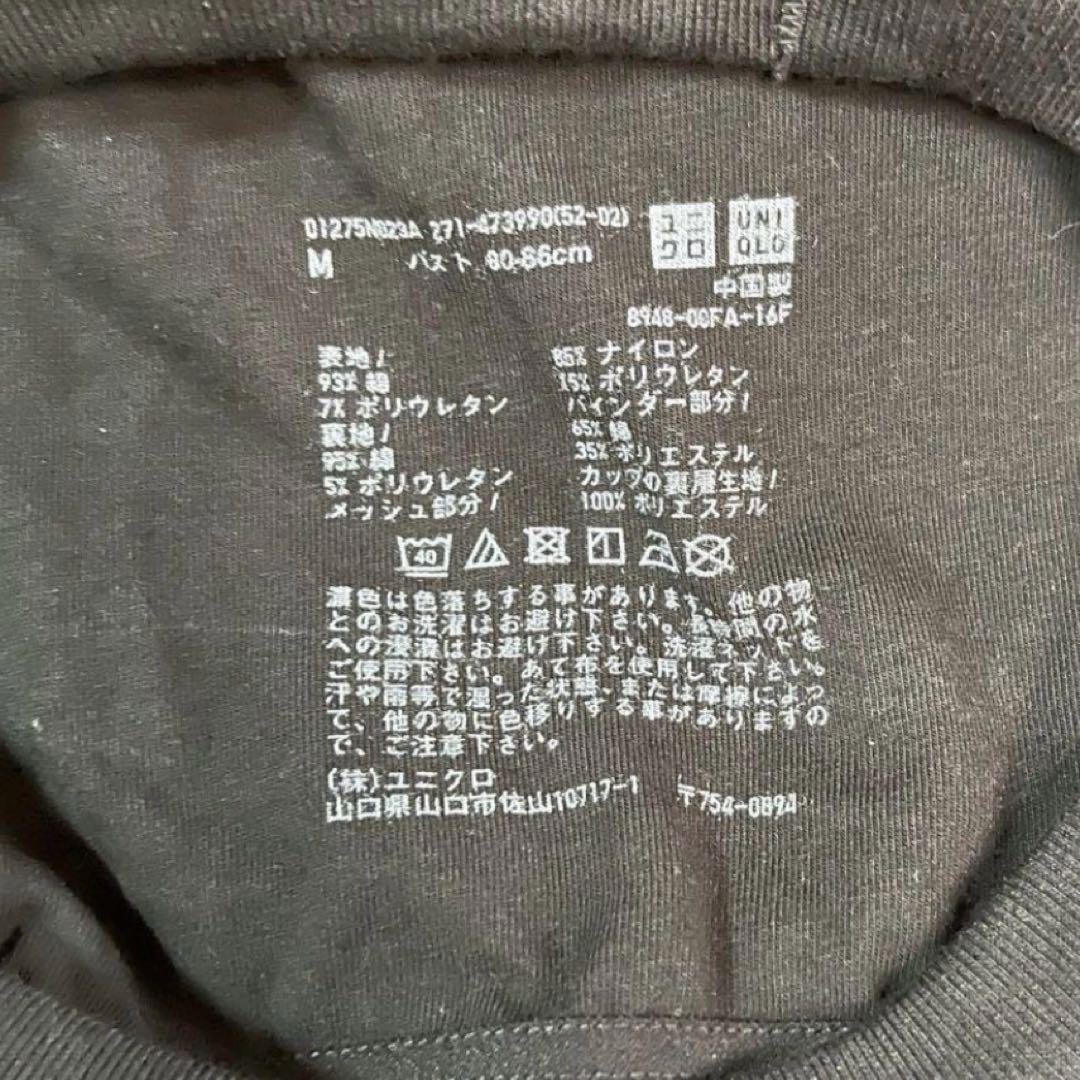 01275N023A 271-473990(52-02)
ユニクロ
UNIQLO
M バスト 80-86cm
中国製
8948-00FA-16F
表地/
93% 綿
7% ポリウレタン
裏地/
95% 綿
5% ポリウレタン
メッシュ部分/
85% ナイロン
15% ポリウレタン
バインダー部分/
65% 綿
35% ポリエステル
カップの裏層生地/
100% ポリエステル
40
濃色は色落ちする事があります。他の物
とのお洗濯はお避け下さい。長時間の水
への浸漬はお避け下さい。洗濯ネットを
ご使用下さい。あて布を使用して下さい。
汗や雨等で湿った状態、または摩擦によっ
て、他の物に色移りする事がありますの
で、ご注意下さい。
(株)ユニクロ
山口県山口市佐山10717-1 〒754-0894